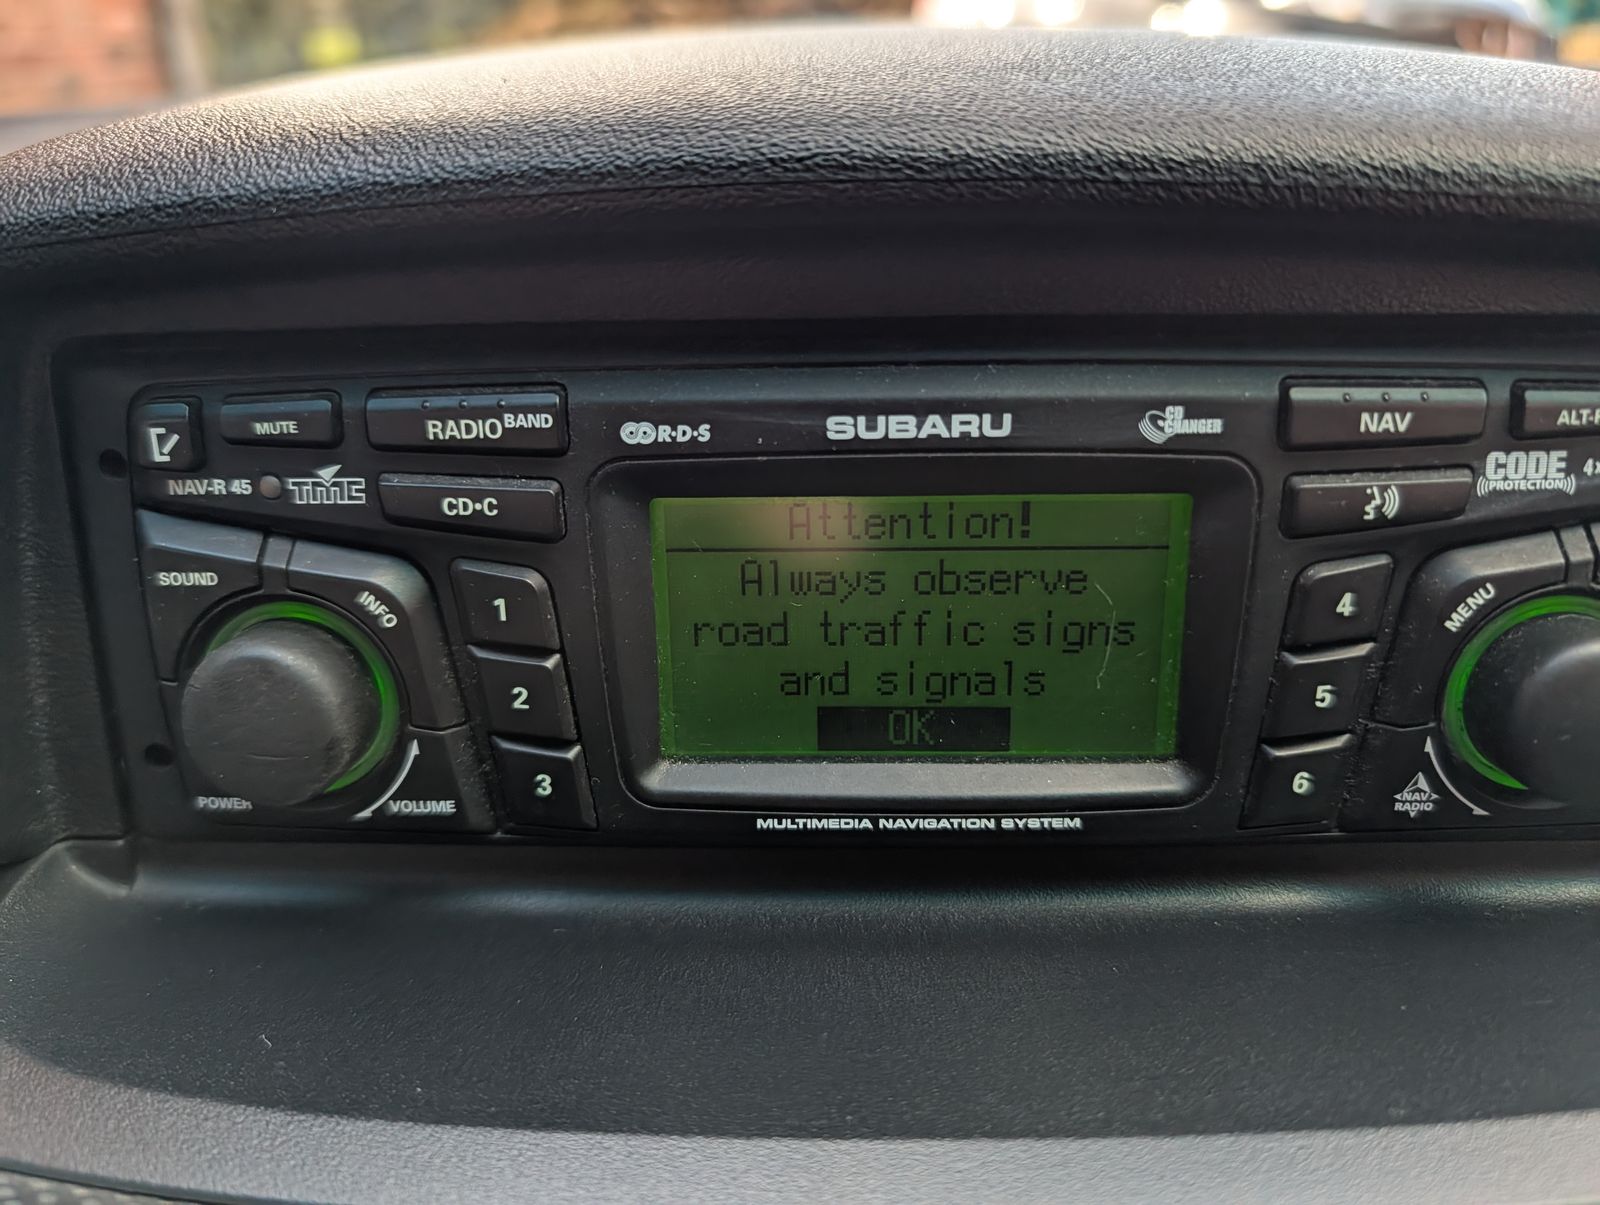 MUTE
RADIO BAND
R·D·S
SUBARU
CD CHANGER
NAV
NAV-R 45
TMC
CD•C
CODE
PROTECTION
Attention!
Always observe
road traffic signs
and signals
OK
SOUND
INFO
1
2
3
4
5
6
MENU
POWER
VOLUME
NAV
RADIO
MULTIMEDIA NAVIGATION SYSTEM